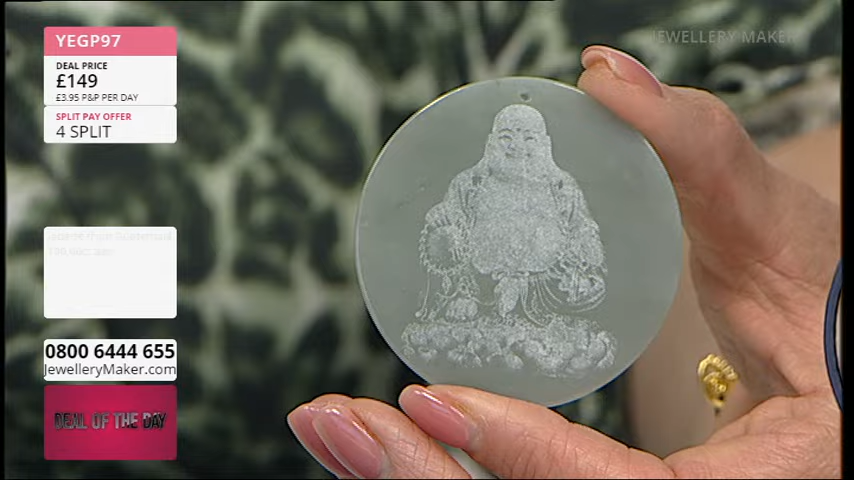 YEGP97
DEAL PRICE
£149
£3.95 P&P PER DAY
SPLIT PAY OFFER
4 SPLIT
0800 6444 655
JewelleryMaker.com
DEAL OF THE DAY
JEWELLERY MAKER